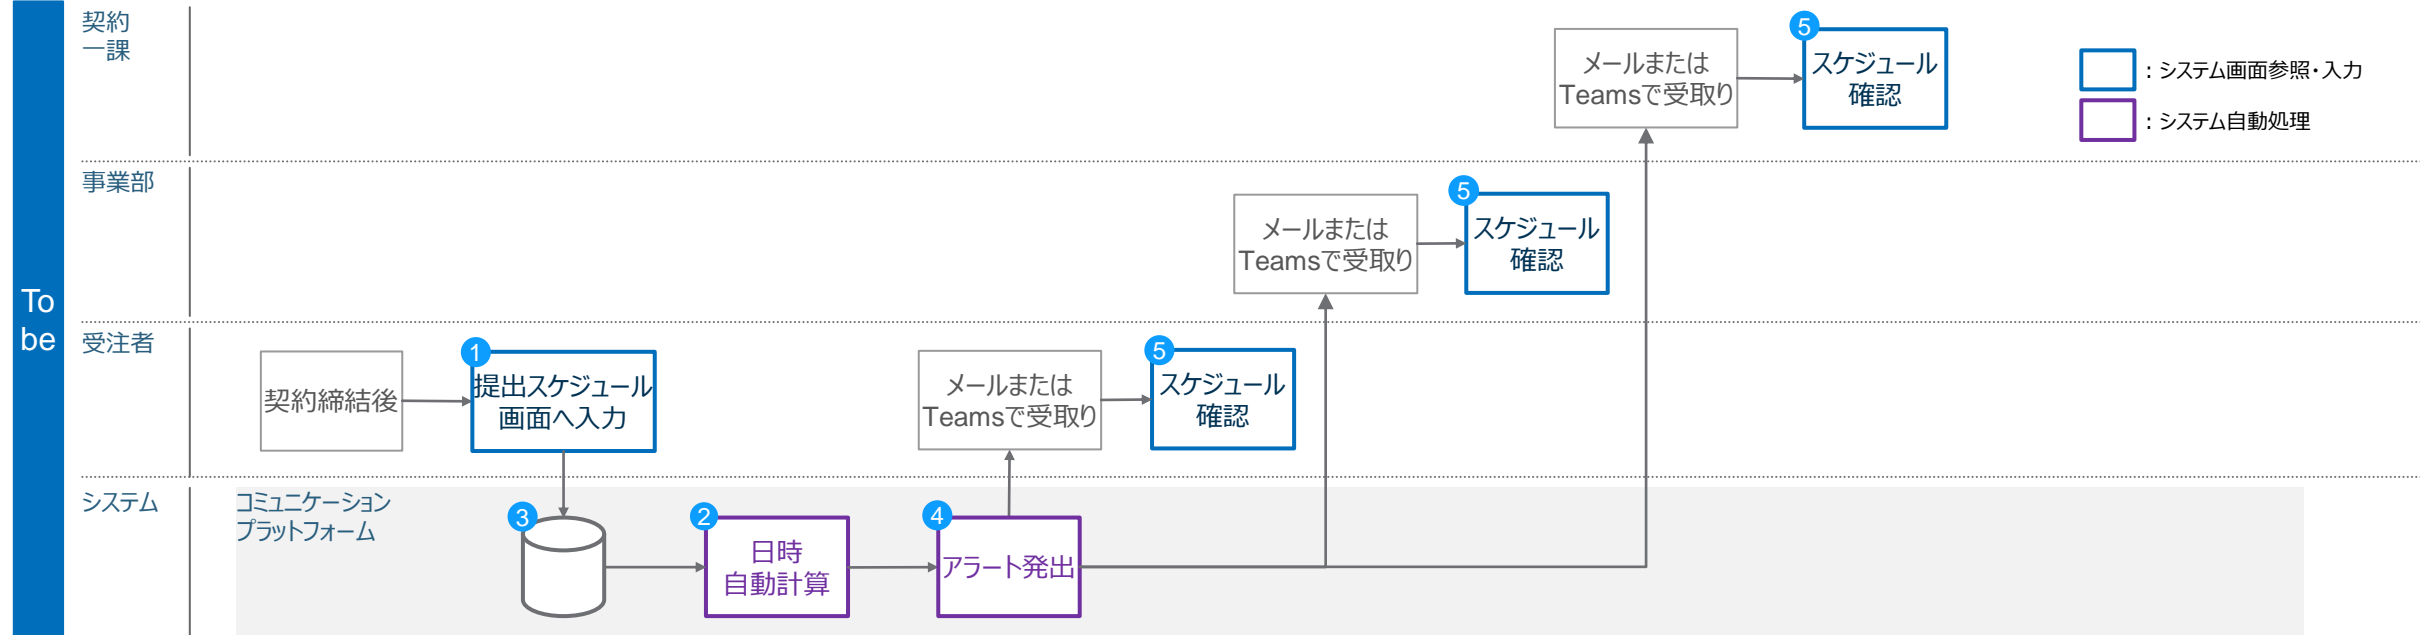 To
be
契約
一課
メールまたは
Teamsで受取り
5
スケジュール
確認
：システム画面参照・入力
：システム自動処理
事業部
メールまたは
Teamsで受取り
5
スケジュール
確認
受注者
契約締結後
1
提出スケジュール
画面へ入力
メールまたは
Teamsで受取り
5
スケジュール
確認
システム
コミュニケーション
プラットフォーム
3
2
日時
自動計算
4
アラート発出